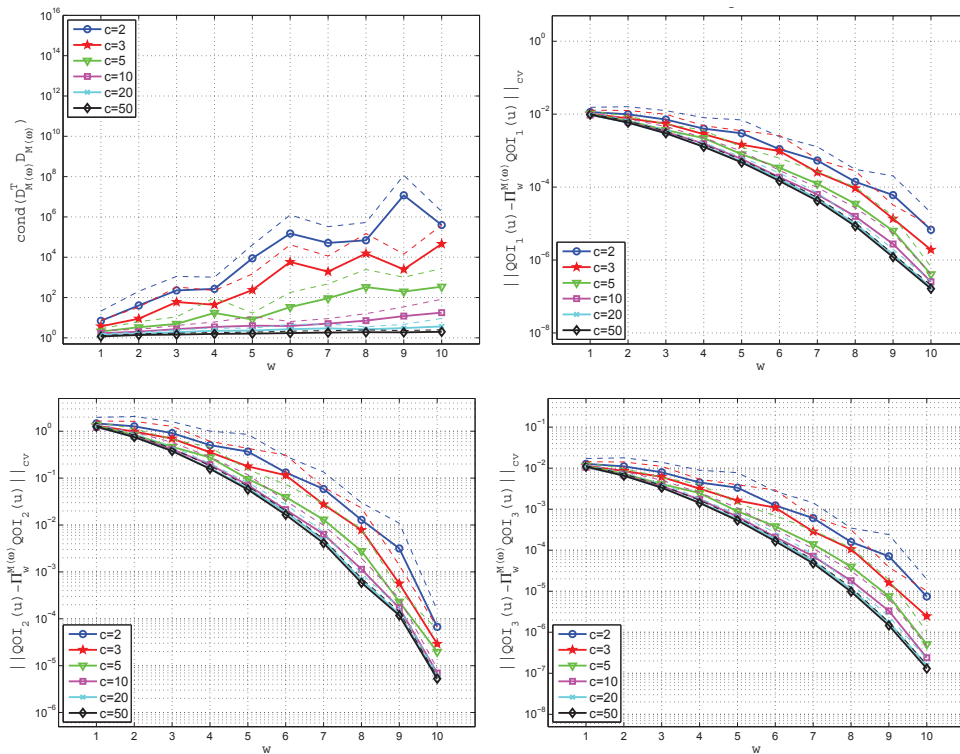 10^16
10^14
10^12
10^10
10^8
10^6
10^4
10^2
10^0
cond(D^T_M(ω) D_M(ω))
c=2
c=3
c=5
c=10
c=20
c=50
1 2 3 4 5 6 7 8 9 10
w
10^0
10^-2
10^-4
10^-6
10^-8
||QOI_1(u)-Π_w^M(ω)QOI_1(u)||_cv
c=2
c=3
c=5
c=10
c=20
c=50
1 2 3 4 5 6 7 8 9 10
w
10^0
10^-1
10^-2
10^-3
10^-4
10^-5
10^-6
||QOI_2(u)-Π_w^M(ω)QOI_2(u)||_cv
c=2
c=3
c=5
c=10
c=20
c=50
1 2 3 4 5 6 7 8 9 10
w
10^-1
10^-2
10^-3
10^-4
10^-5
10^-6
10^-7
10^-8
||QOI_3(u)-Π_w^M(ω)QOI_3(u)||_cv
c=2
c=3
c=5
c=10
c=20
c=50
1 2 3 4 5 6 7 8 9 10
w